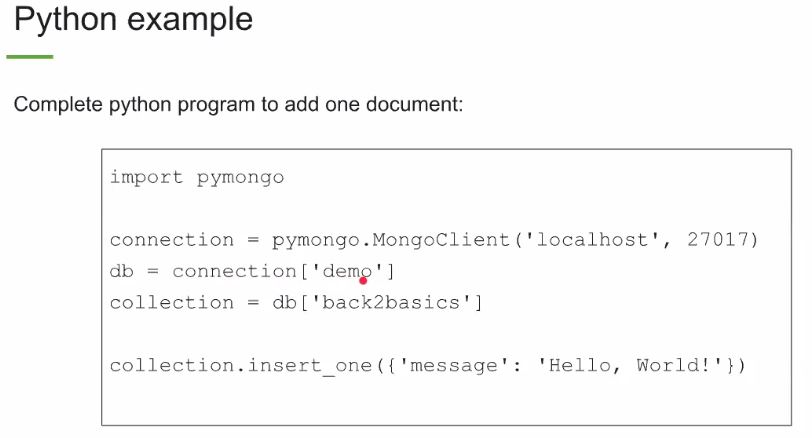 Python example
Complete python program to add one document:
import pymongo
connection = pymongo.MongoClient('localhost', 27017)
db = connection['demo']
collection = db['back2basics']
collection.insert_one({'message': 'Hello, World!'})